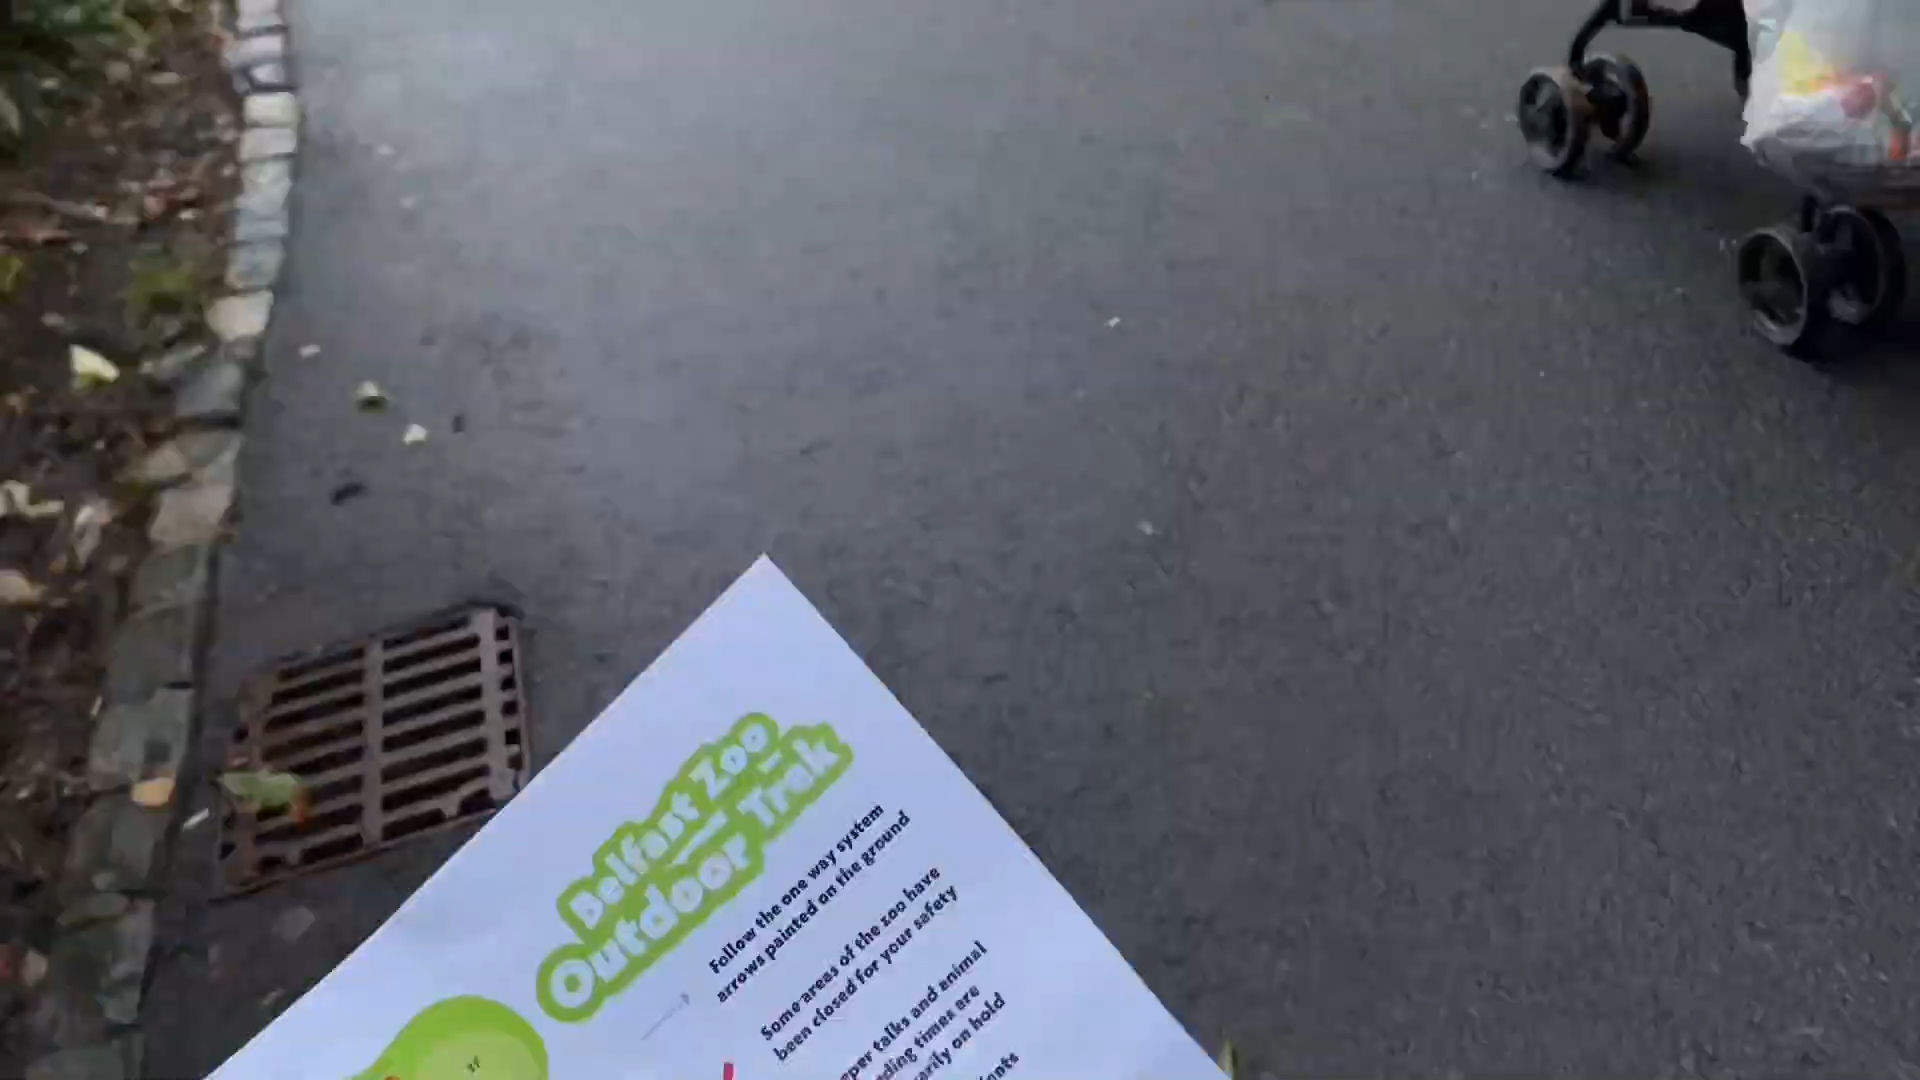 Belfast Zoo
Outdoor Trek
Follow the one way system
arrows painted on the ground
Some areas of the zoo have
been closed for your safety
talks and animal
times are
on hold